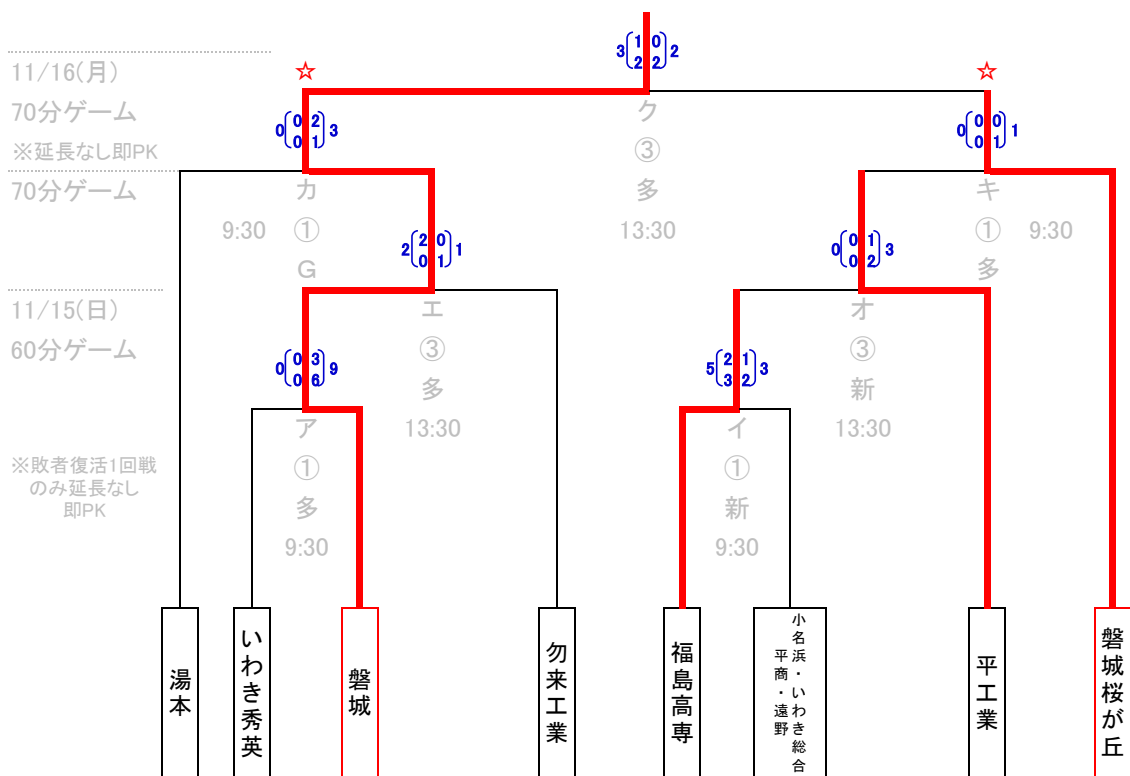 3 1 0 2
2 2
11/16(月)
☆
☆
70分ゲーム
※延長なし即PK
0 0 2 3
0 1
ク
③
多
13:30
0 0 0 1
0 1
70分ゲーム
カ
①
G
9:30
2 2 0 1
0 1
0 0 1 3
0 2
キ
①
多
9:30
11/15(日)
60分ゲーム
エ
③
多
13:30
オ
③
新
13:30
0 0 3 9
0 6
5 2 1 3
3 2
ア
①
多
9:30
イ
①
新
9:30
※敗者復活1回戦
のみ延長なし
即PK
湯本
いわき秀英
磐城
勿来工業
福島高専
小名浜・いわき総合
平商・遠野
平工業
磐城桜が丘